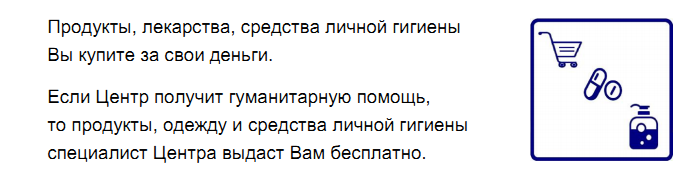 Продукты, лекарства, средства личной гигиены
Вы купите за свои деньги.
Если Центр получит гуманитарную помощь,
то продукты, одежду и средства личной гигиены
специалист Центра выдаст Вам бесплатно.